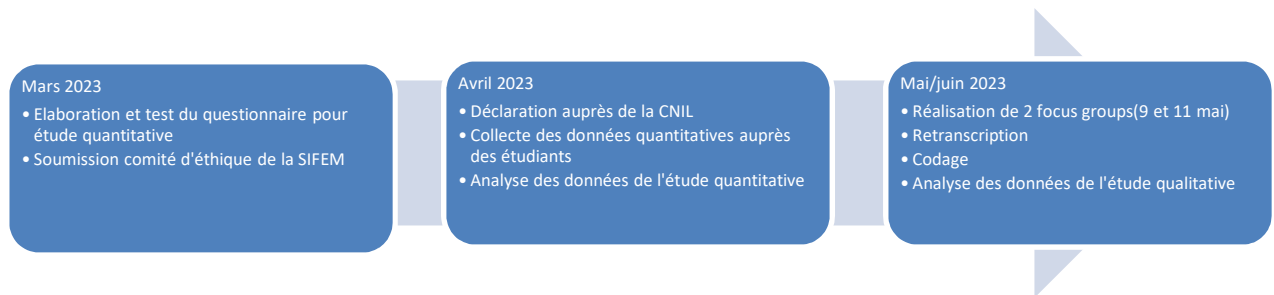 Mars 2023
• Elaboration et test du questionnaire pour
étude quantitative
• Soumission comité d'éthique de la SIFEM
Avril 2023
• Déclaration auprès de la CNIL
• Collecte des données quantitatives auprès
des étudiants
• Analyse des données de l'étude quantitative
Mai/juin 2023
• Réalisation de 2 focus groups(9 et 11 mai)
• Retranscription
• Codage
• Analyse des données de l'étude qualitative